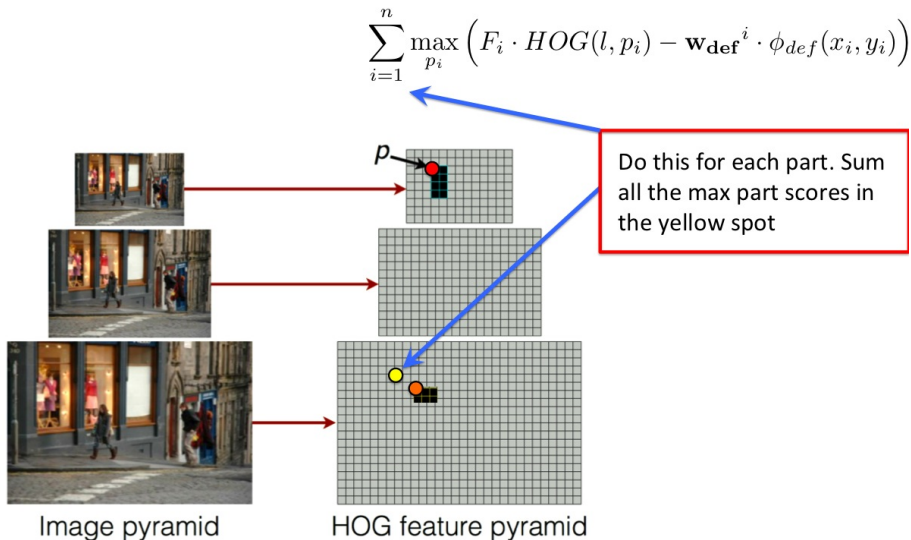 \sum_{i=1}^{n} \max_{p_i} \left( F_i \cdot HOG(l, p_i) - \mathbf{w_{def}}^i \cdot \phi_{def}(x_i, y_i) \right)
p
Do this for each part. Sum
all the max part scores in
the yellow spot
Image pyramid
HOG feature pyramid